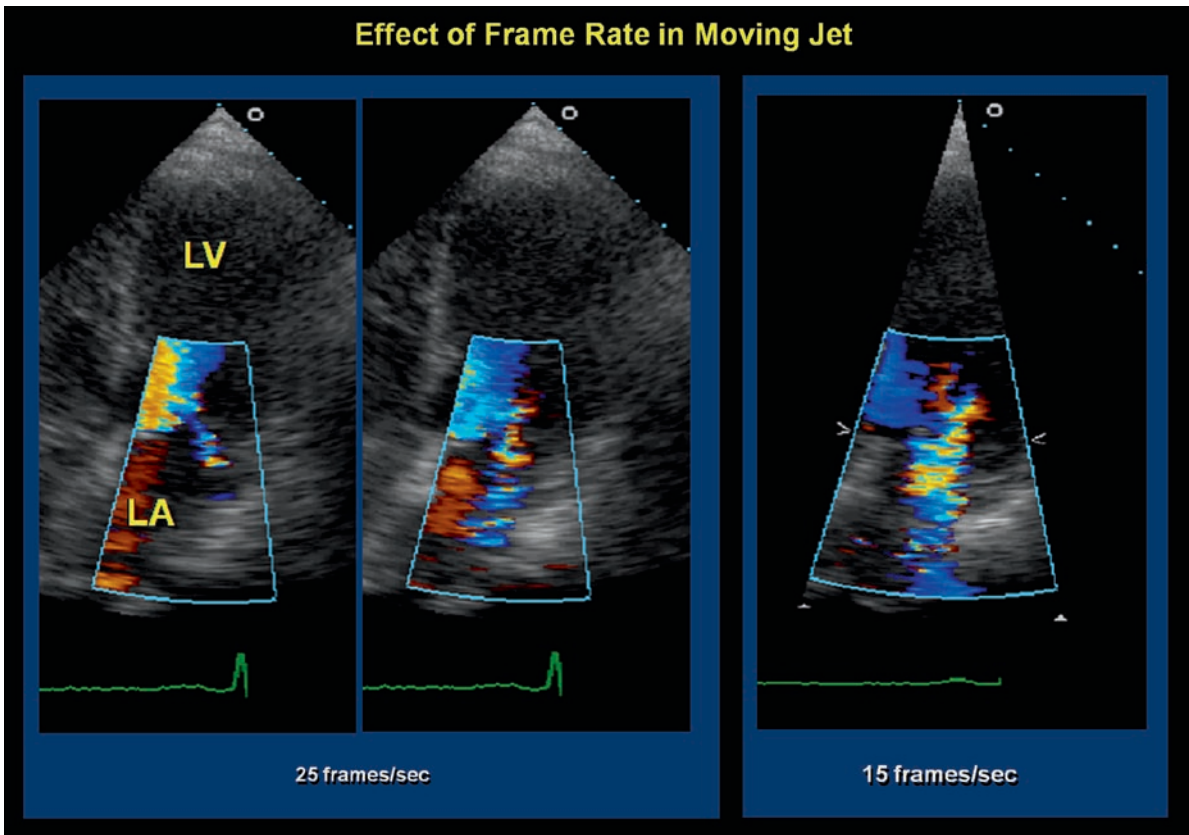 Effect of Frame Rate in Moving Jet
LV
LA
25 frames/sec
15 frames/sec